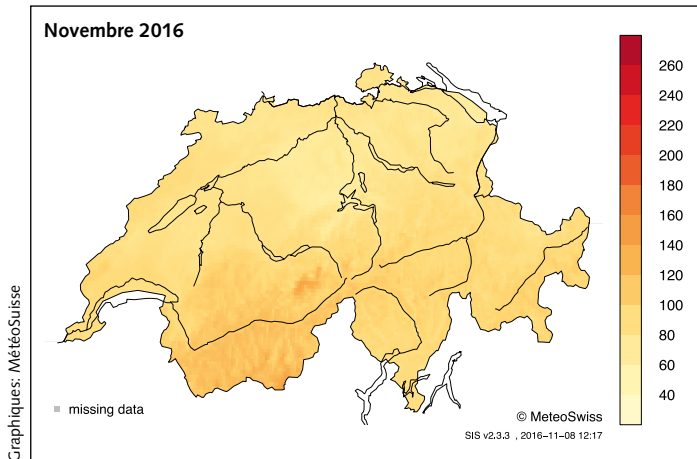 Novembre 2016
260
240
220
200
180
160
140
120
100
80
60
40
missing data
© MeteoSwiss
SIS v2.3.3 , 2016−11−08 12:17
Graphiques: MétéoSuisse